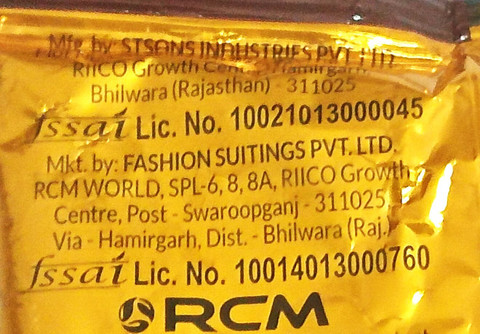 Mfg. by: STSONS INDUSTRIES PVT. LTD.
RIICO Growth Centre, Hamirgarh,
Bhilwara (Rajasthan) - 311025
fssai Lic. No. 10021013000045
Mkt. by: FASHION SUITINGS PVT. LTD.
RCM WORLD, SPL-6, 8, 8A, RIICO Growth
Centre, Post - Swaroopganj - 311025,
Via - Hamirgarh, Dist. - Bhilwara (Raj.)
fssai Lic. No. 10014013000760
RCM